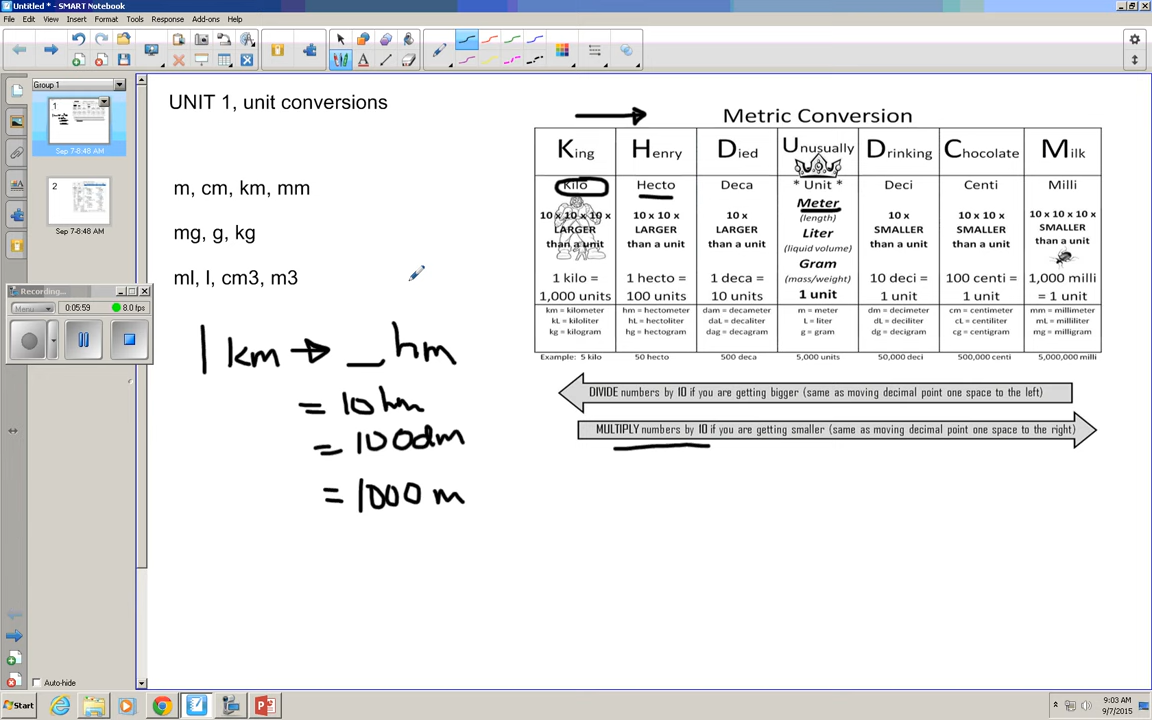 Untitled * - SMART Notebook
File Edit View Insert Format Tools Response Add-ons Help
Group 1
1
Sep 7-8:48 AM
2
Sep 7-8:48 AM
Recording...
Menu
0:05:59
8.0 fps
Auto-hide
UNIT 1, unit conversions
m, cm, km, mm
mg, g, kg
ml, l, cm3, m3
1 km → __ hm
= 10 hm
= 100 dm
= 1000 m
Metric Conversion
King Henry Died Unusually Drinking Chocolate Milk
Kilo Hecto Deca * Unit * Deci Centi Milli
10 x 10 x 10 x LARGER than a unit
10 x 10 x LARGER than a unit
10 x LARGER than a unit
Meter
(length)
Liter
(liquid volume)
Gram
(mass/weight)
1 unit
10 x SMALLER than a unit
10 x 10 x SMALLER than a unit
10 x 10 x 10 x SMALLER than a unit
1 kilo = 1,000 units
1 hecto = 100 units
1 deca = 10 units
10 deci = 1 unit
100 centi = 1 unit
1,000 milli = 1 unit
km = kilometer hm = hectometer dam = decameter m = meter dm = decimeter cm = centimeter mm = millimeter
kL = kiloliter hL = hectoliter daL = decaliter L = liter dL = deciliter cL = centiliter mL = milliliter
kg = kilogram hg = hectogram dag = decagram g = gram dg = decigram cg = centigram mg = milligram
Example: 5 kilo 50 hecto 500 deca 5,000 units 50,000 deci 500,000 centi 5,000,000 milli
DIVIDE numbers by 10 if you are getting bigger (same as moving decimal point one space to the left)
MULTIPLY numbers by 10 if you are getting smaller (same as moving decimal point one space to the right)
Start
9:03 AM
9/7/2015